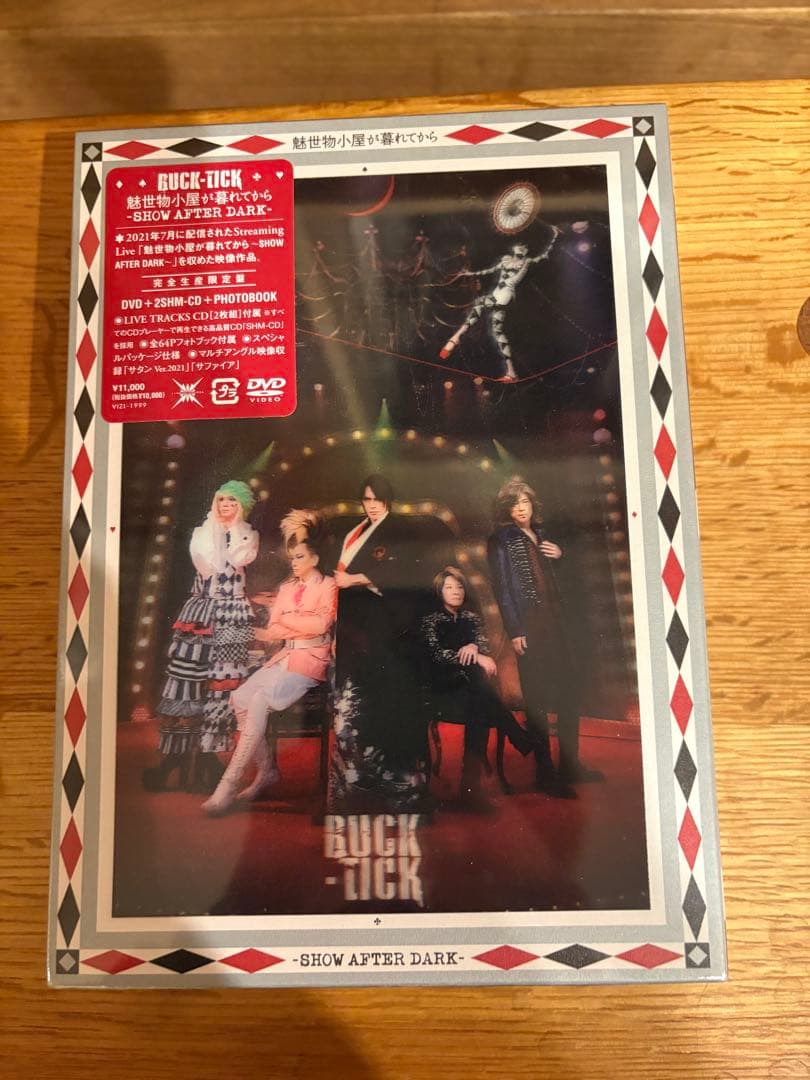 魅世物小屋が暮れてから
BUCK-TICK
魅世物小屋が暮れてから
-SHOW AFTER DARK-
✽2021年7月に配信されたStreaming
Live「魅世物小屋が暮れてから〜SHOW
AFTER DARK〜」を収めた映像作品。
完全生産限定盤
DVD+2SHM-CD+PHOTOBOOK
◉LIVE TRACKS CD[2枚組]付属 ※すべ
てのCDプレーヤーで再生できる高品質CD「SHM-CD」
を採用 ◉全64Pフォトブック付属 ◉スペシャ
ルパッケージ仕様 ◉マルチアングル映像収
録「サタン Ver.2021」「サファイア」
¥11,000
(税抜価格¥10,000)
VIZL-1989
プラ
DVD
VIDEO
BUCK
-TICK
-SHOW AFTER DARK-